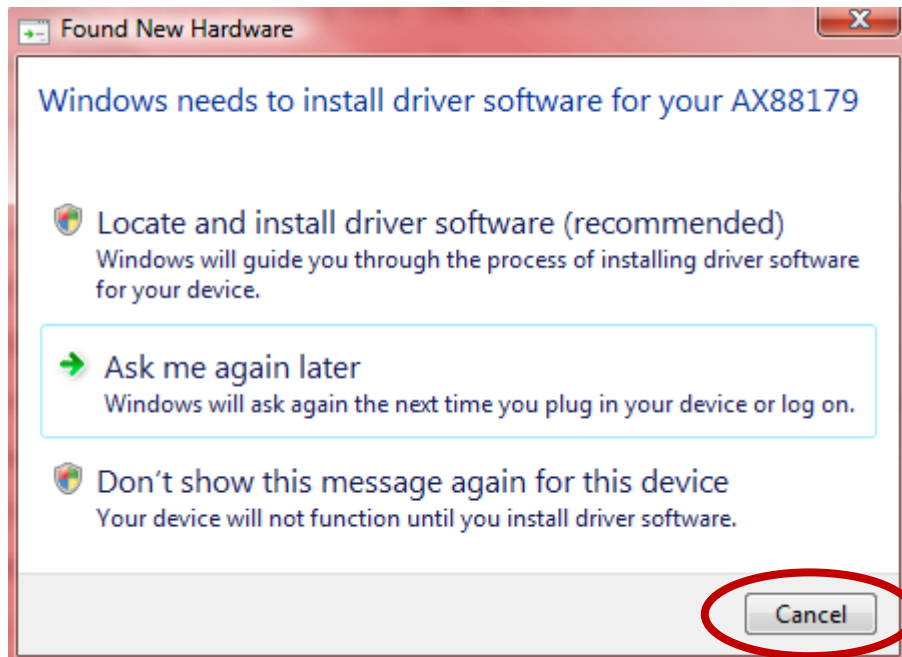 Found New Hardware
Windows needs to install driver software for your AX88179
Locate and install driver software (recommended)
Windows will guide you through the process of installing driver software
for your device.
Ask me again later
Windows will ask again the next time you plug in your device or log on.
Don't show this message again for this device
Your device will not function until you install driver software.
Cancel